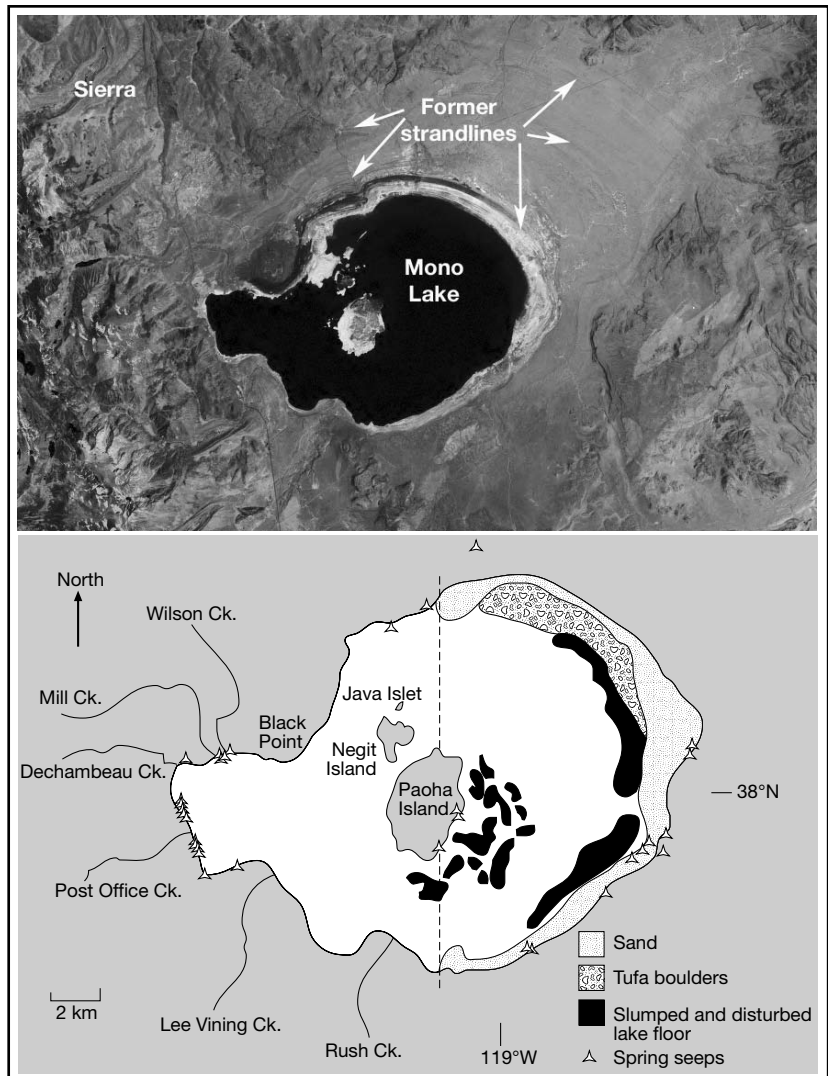 Sierra
Former
strandlines
Mono
Lake
North
Wilson Ck.
Mill Ck.
Black
Point
Java Islet
Negit
Island
Dechambeau Ck.
Paoha
Island
38°N
Post Office Ck.
Sand
Tufa boulders
Slumped and disturbed
lake floor
Spring seeps
2 km
Lee Vining Ck.
Rush Ck.
119°W